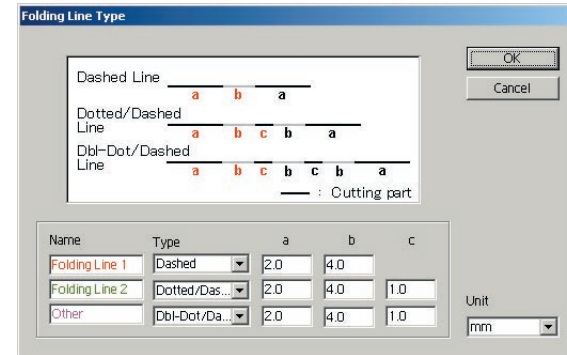 Folding Line Type
OK
Cancel
Dashed Line
a b a
Dotted/Dashed
Line
a b c b a
Dbl-Dot/Dashed
Line
a b c b c b a
: Cutting part
Name Type a b c
Folding Line 1 Dashed 2.0 4.0
Folding Line 2 Dotted/Das... 2.0 4.0 1.0
Other Dbl-Dot/Da... 2.0 4.0 1.0
Unit
mm